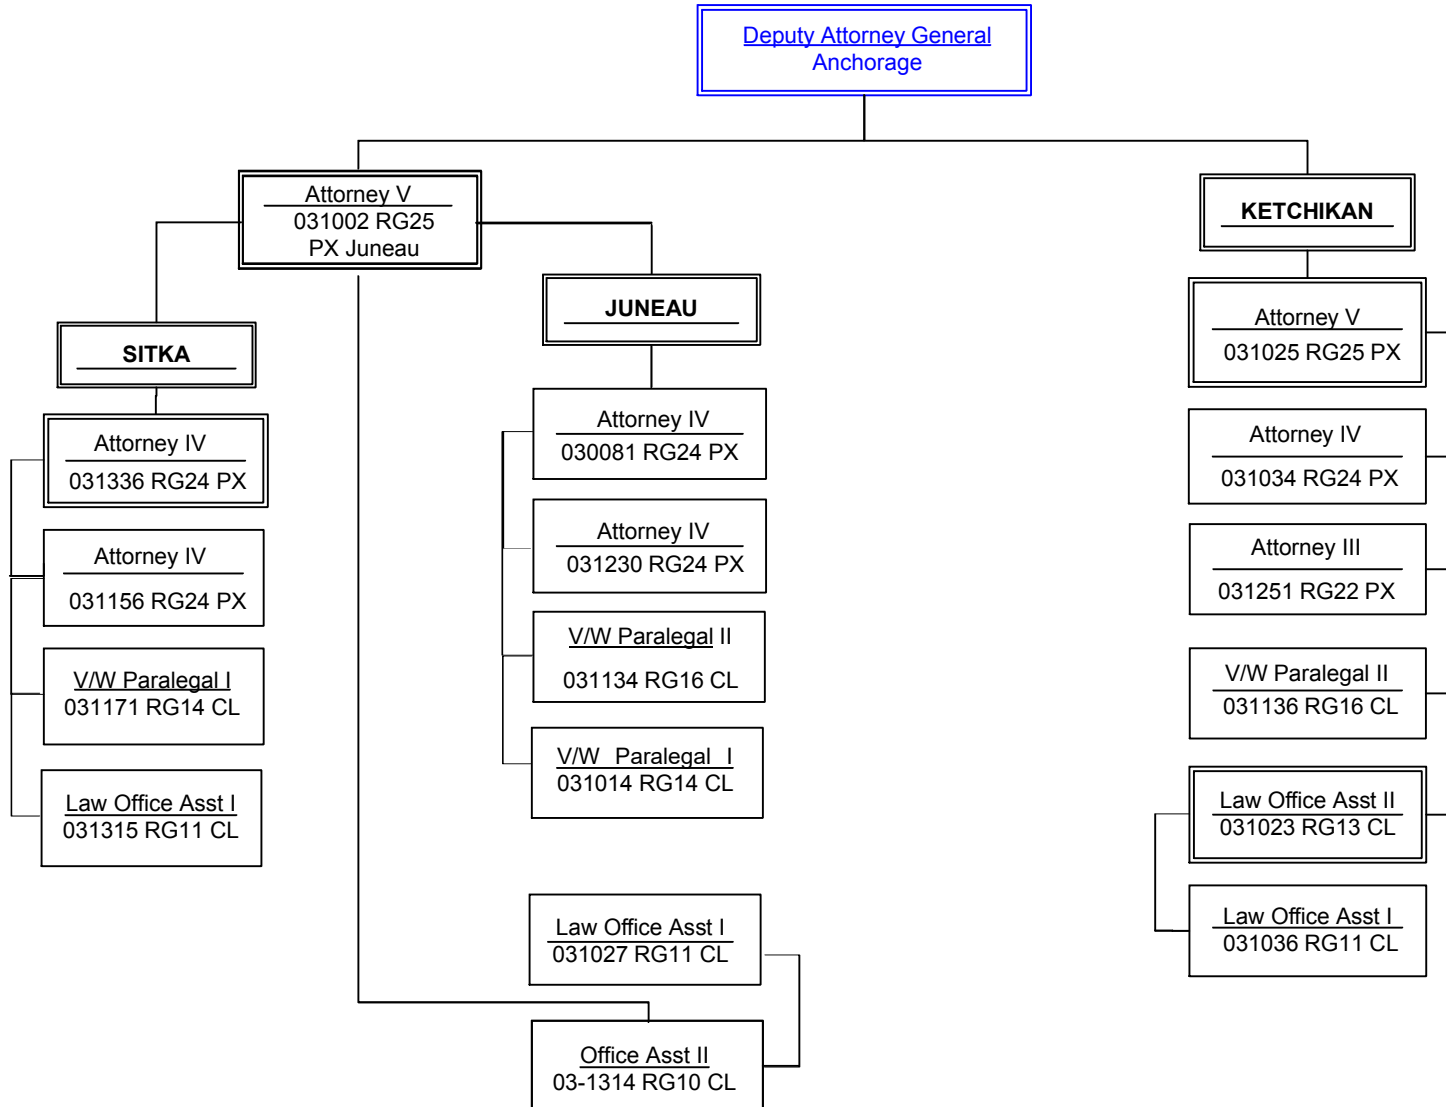 Deputy Attorney General
Anchorage
Attorney V
031002 RG25
PX Juneau
SITKA
Attorney IV
031336 RG24 PX
Attorney IV
031156 RG24 PX
V/W Paralegal I
031171 RG14 CL
Law Office Asst I
031315 RG11 CL
JUNEAU
Attorney IV
030081 RG24 PX
Attorney IV
031230 RG24 PX
V/W Paralegal II
031134 RG16 CL
V/W Paralegal I
031014 RG14 CL
Law Office Asst I
031027 RG11 CL
Office Asst II
03-1314 RG10 CL
KETCHIKAN
Attorney V
031025 RG25 PX
Attorney IV
031034 RG24 PX
Attorney III
031251 RG22 PX
V/W Paralegal II
031136 RG16 CL
Law Office Asst II
031023 RG13 CL
Law Office Asst I
031036 RG11 CL